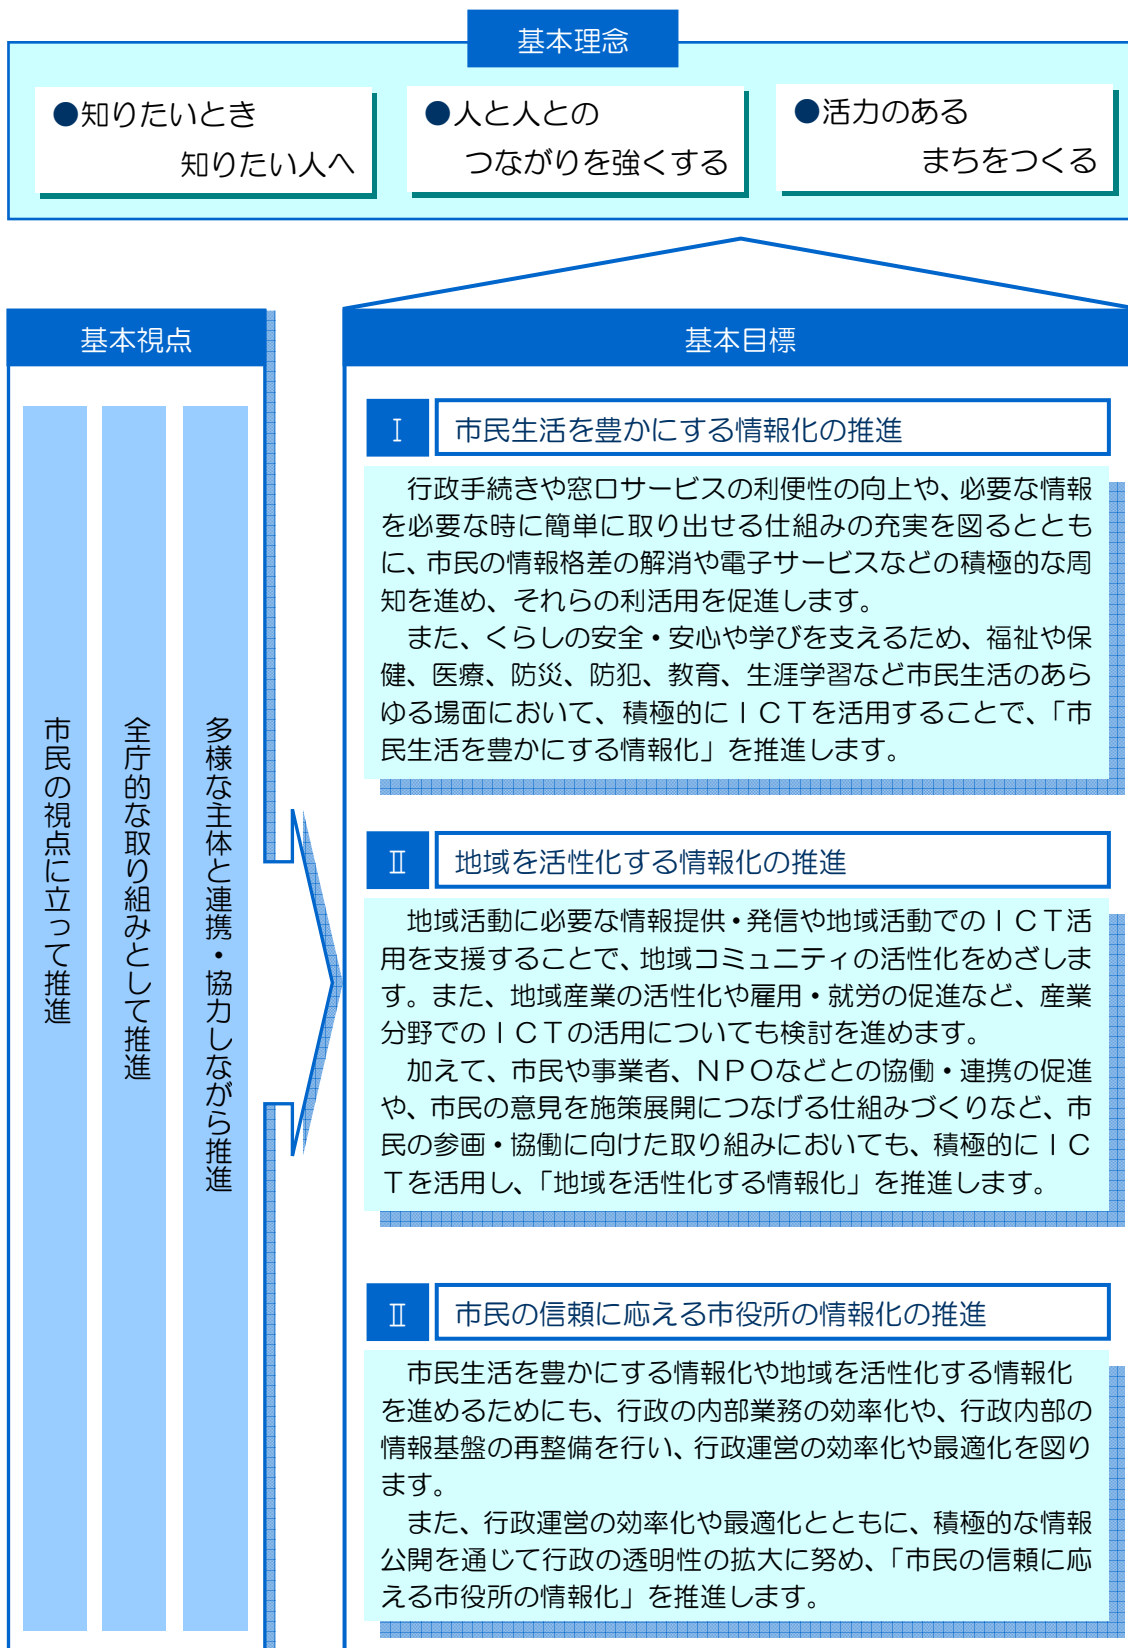 基本理念
●知りたいとき
知りたい人へ
●人と人との
つながりを強くする
●活力のある
まちをつくる
基本視点
市民の視点に立って推進
全庁的な取り組みとして推進
多様な主体と連携・協力しながら推進
基本目標
Ⅰ 市民生活を豊かにする情報化の推進
行政手続きや窓口サービスの利便性の向上や、必要な情報
を必要な時に簡単に取り出せる仕組みの充実を図るととも
に、市民の情報格差の解消や電子サービスなどの積極的な周
知を進め、それらの利活用を促進します。
また、くらしの安全・安心や学びを支えるため、福祉や保
健、医療、防災、防犯、教育、生涯学習など市民生活のあら
ゆる場面において、積極的にＩＣＴを活用することで、「市
民生活を豊かにする情報化」を推進します。
Ⅱ 地域を活性化する情報化の推進
地域活動に必要な情報提供・発信や地域活動でのＩＣＴ活
用を支援することで、地域コミュニティの活性化をめざしま
す。また、地域産業の活性化や雇用・就労の促進など、産業
分野でのＩＣＴの活用についても検討を進めます。
加えて、市民や事業者、ＮＰＯなどとの協働・連携の促進
や、市民の意見を施策展開につなげる仕組みづくりなど、市
民の参画・協働に向けた取り組みにおいても、積極的にＩＣ
Ｔを活用し、「地域を活性化する情報化」を推進します。
Ⅱ 市民の信頼に応える市役所の情報化の推進
市民生活を豊かにする情報化や地域を活性化する情報化
を進めるためにも、行政の内部業務の効率化や、行政内部の
情報基盤の再整備を行い、行政運営の効率化や最適化を図り
ます。
また、行政運営の効率化や最適化とともに、積極的な情報
公開を通じて行政の透明性の拡大に努め、「市民の信頼に応
える市役所の情報化」を推進します。